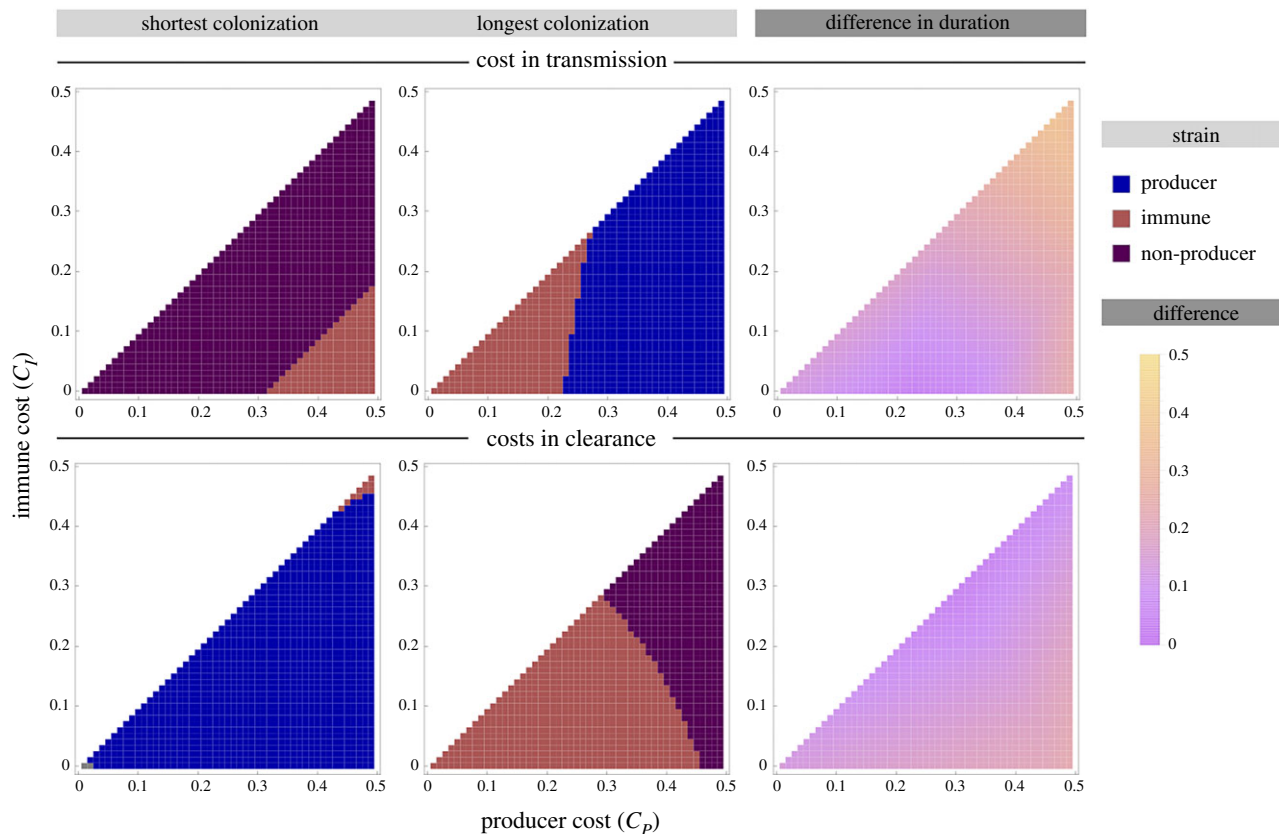 shortest colonization
longest colonization
difference in duration
cost in transmission
0.5
0.4
0.3
0.2
0.1
0
0 0.1 0.2 0.3 0.4 0.5
0.5
0.4
0.3
0.2
0.1
0
0 0.1 0.2 0.3 0.4 0.5
0.5
0.4
0.3
0.2
0.1
0
0 0.1 0.2 0.3 0.4 0.5
costs in clearance
0.5
0.4
0.3
0.2
0.1
0
0 0.1 0.2 0.3 0.4 0.5
0.5
0.4
0.3
0.2
0.1
0
0 0.1 0.2 0.3 0.4 0.5
0.5
0.4
0.3
0.2
0.1
0
0 0.1 0.2 0.3 0.4 0.5
immune cost (C_I)
producer cost (C_P)
strain
producer
immune
non-producer
difference
0.5
0.4
0.3
0.2
0.1
0